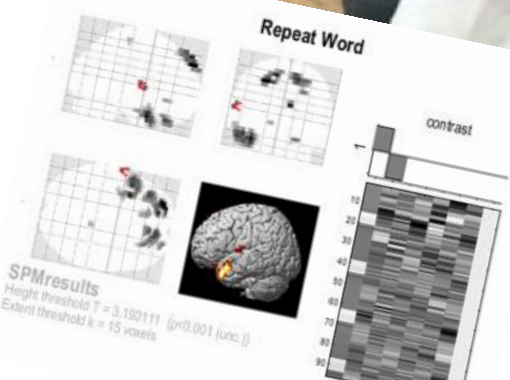 Repeat Word
contrast
1
10
20
30
40
50
60
70
80
90
SPMresults
Height threshold T = 3.190111 {p<0.001 (unc.)}
Extent threshold k = 15 voxels